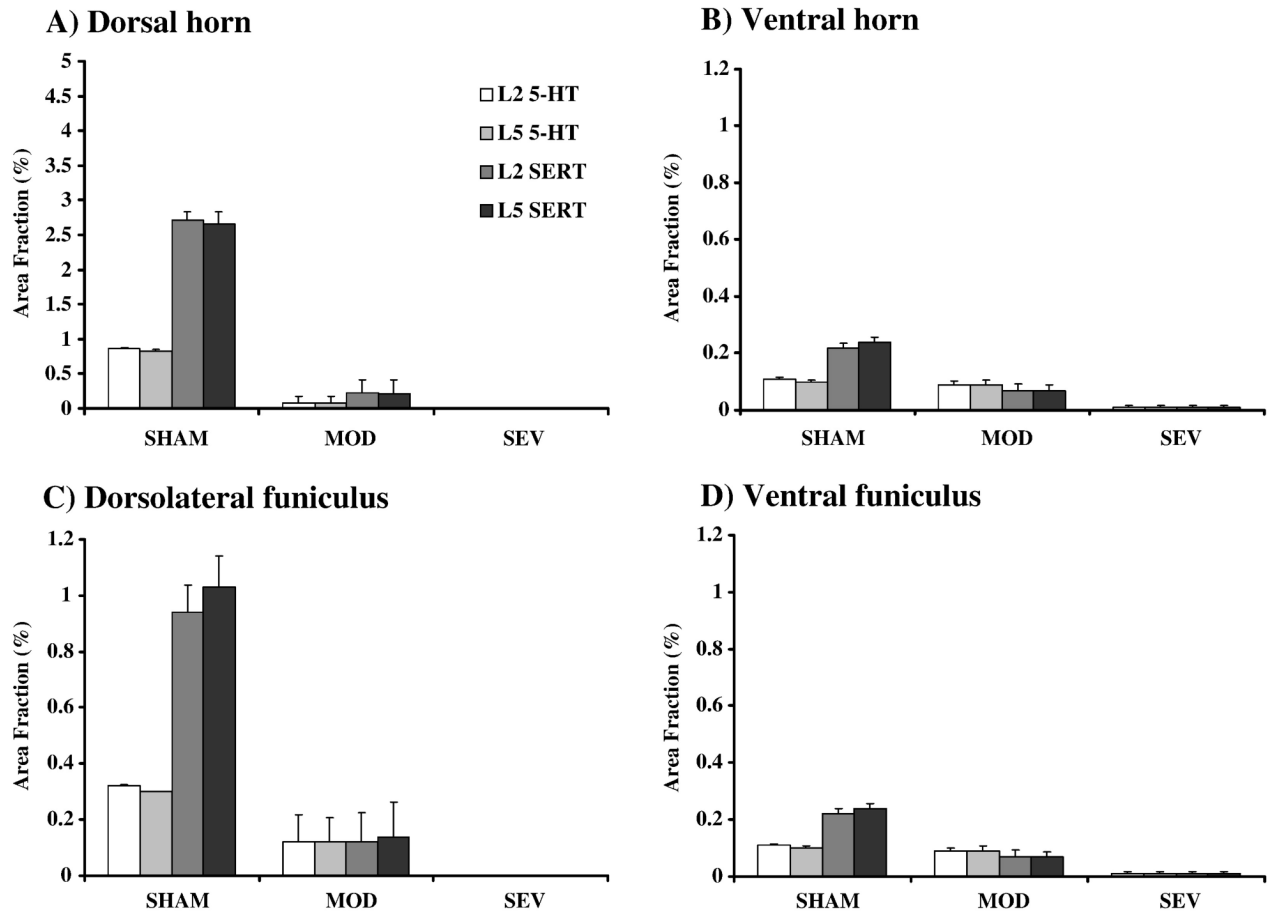 A) Dorsal horn
Area Fraction (%)
5
4.5
4
3.5
3
2.5
2
1.5
1
0.5
0
L2 5-HT
L5 5-HT
L2 SERT
L5 SERT
SHAM MOD SEV
B) Ventral horn
Area Fraction (%)
1.2
1
0.8
0.6
0.4
0.2
0
SHAM MOD SEV
C) Dorsolateral funiculus
Area Fraction (%)
1.2
1
0.8
0.6
0.4
0.2
0
SHAM MOD SEV
D) Ventral funiculus
Area Fraction (%)
1.2
1
0.8
0.6
0.4
0.2
0
SHAM MOD SEV